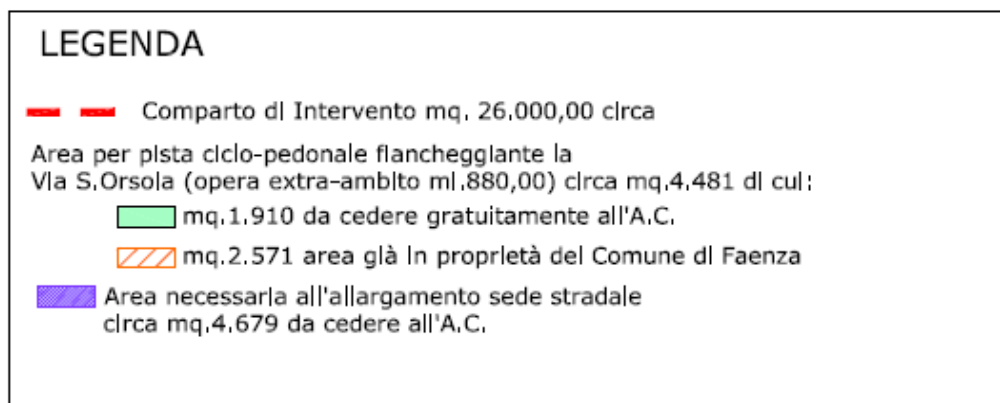 LEGENDA
Comparto di Intervento mq. 26.000,00 circa
Area per pista ciclo-pedonale fiancheggiante la
Via S.Orsola (opera extra-ambito ml.880,00) circa mq.4.481 di cui:
mq.1.910 da cedere gratuitamente all'A.C.
mq.2.571 area già in proprietà del Comune di Faenza
Area necessaria all'allargamento sede stradale
circa mq.4.679 da cedere all'A.C.